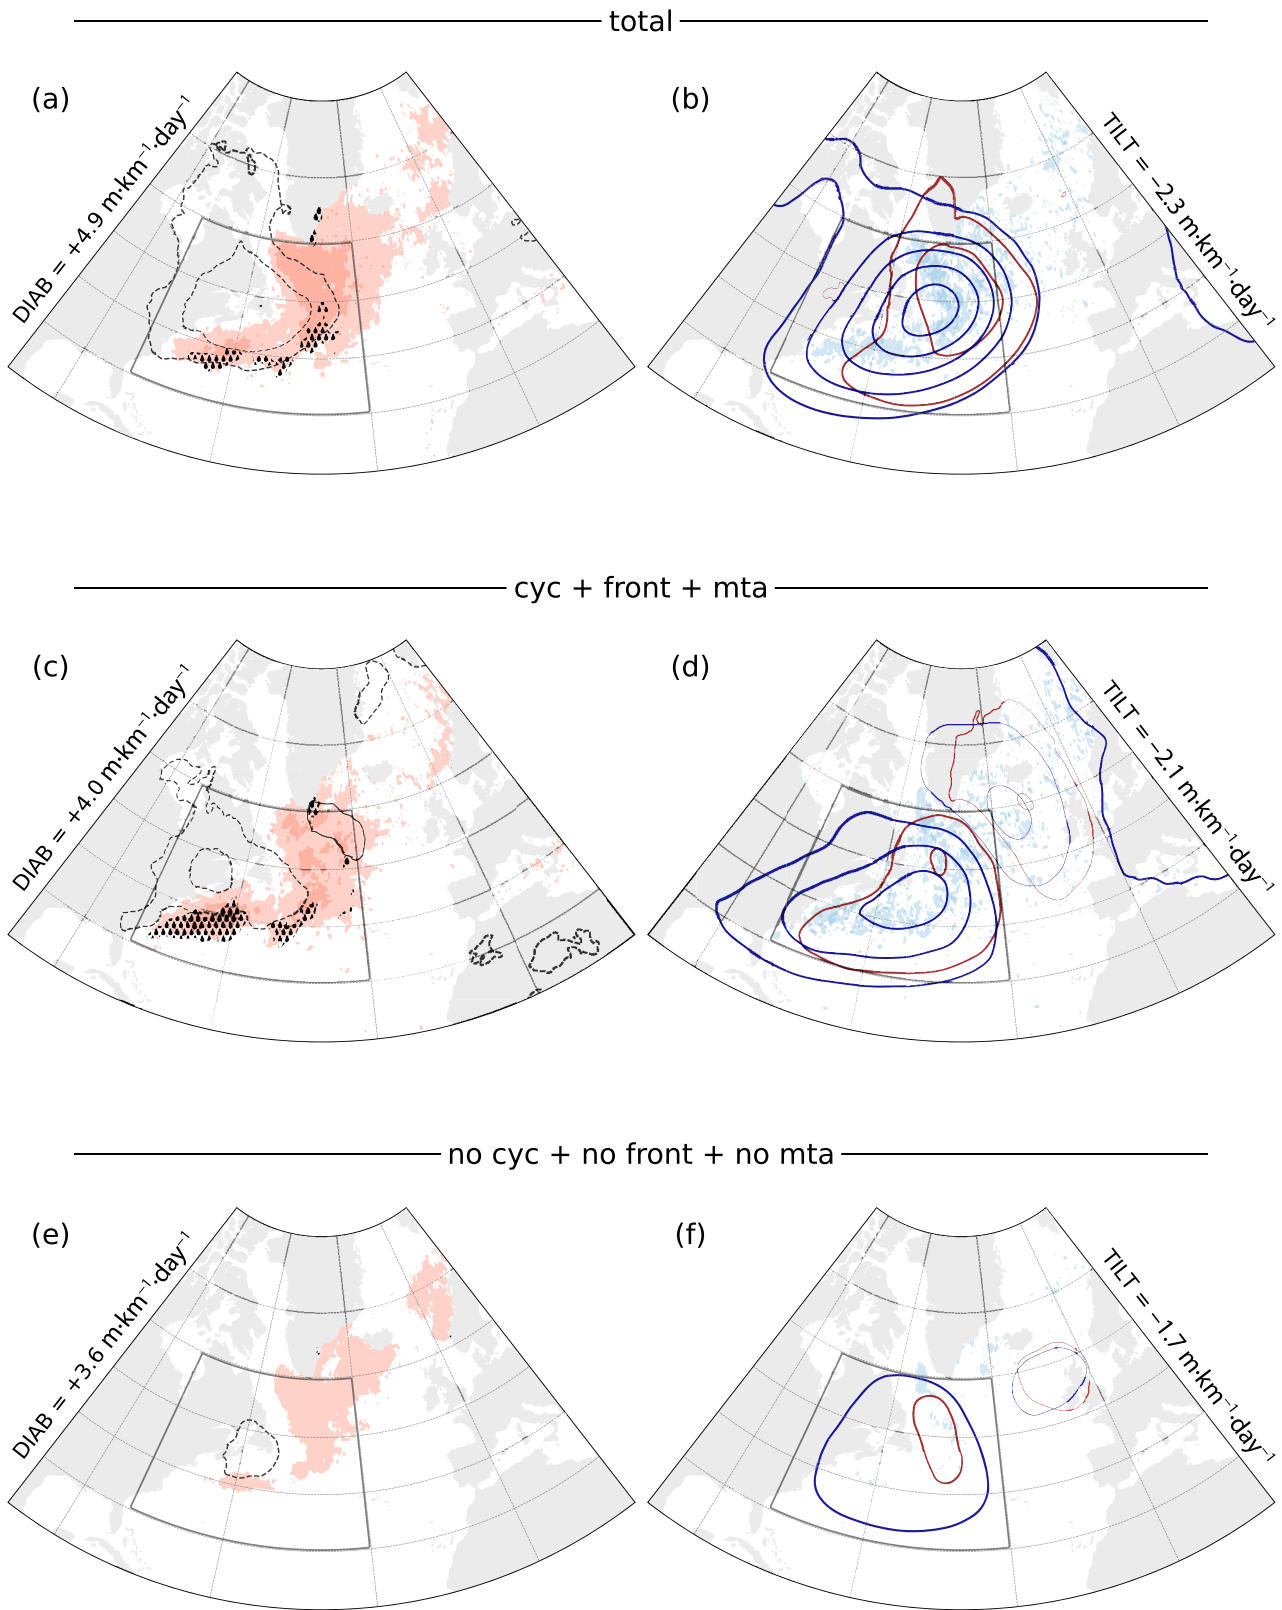 total
(a)
DIAB = +4.9 m·km⁻¹·day⁻¹
(b)
TILT = −2.3 m·km⁻¹·day⁻¹
cyc + front + mta
(c)
DIAB = +4.0 m·km⁻¹·day⁻¹
(d)
TILT = −2.1 m·km⁻¹·day⁻¹
no cyc + no front + no mta
(e)
DIAB = +3.6 m·km⁻¹·day⁻¹
(f)
TILT = −1.7 m·km⁻¹·day⁻¹